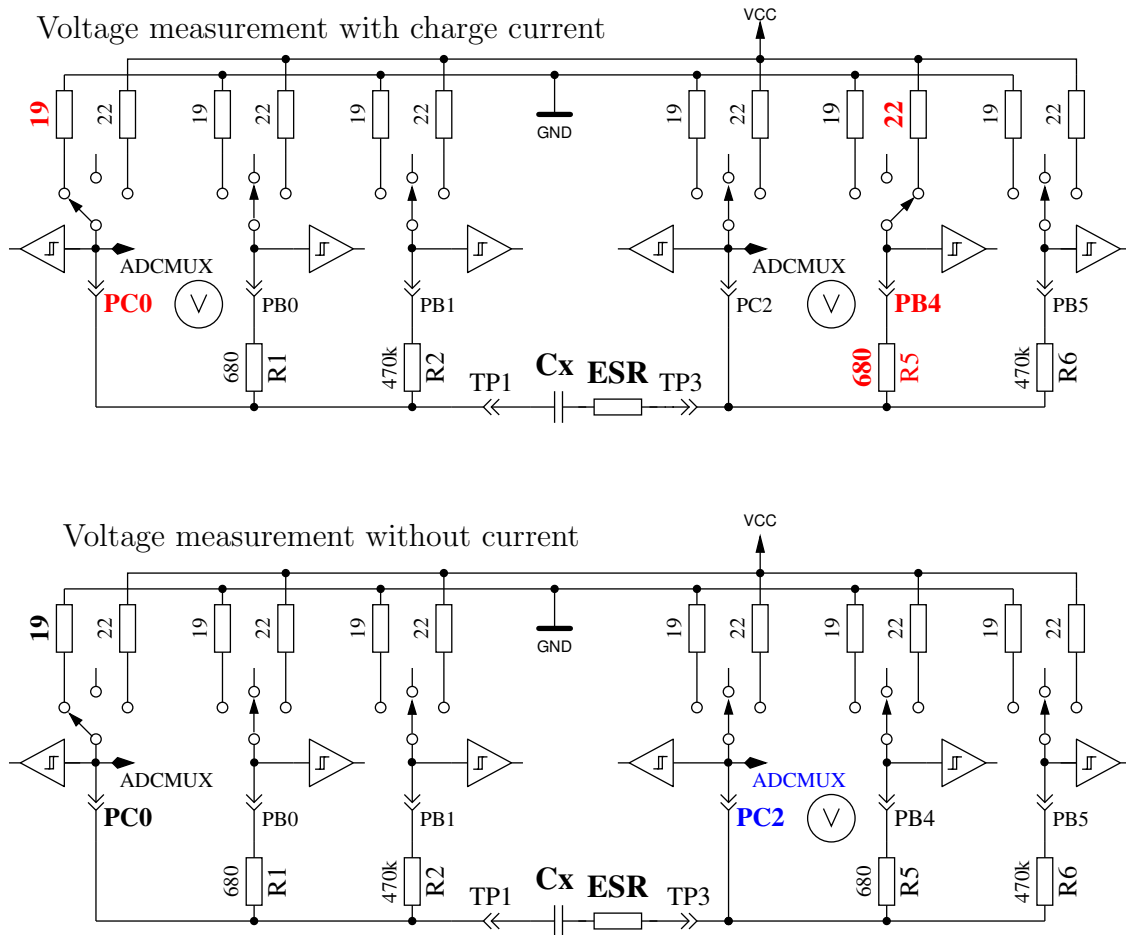 Voltage measurement with charge current
VCC
19 22 19 22 19 22 GND 19 22 19 22 19 22
ADCMUX ADCMUX
PC0 V PB0 PB1 PC2 V PB4 PB5
680 R1 470k R2 680 R5 470k R6
TP1 Cx ESR TP3
Voltage measurement without current
VCC
19 22 19 22 19 22 GND 19 22 19 22 19 22
ADCMUX ADCMUX
PC0 PB0 PB1 PC2 V PB4 PB5
680 R1 470k R2 680 R5 470k R6
TP1 Cx ESR TP3